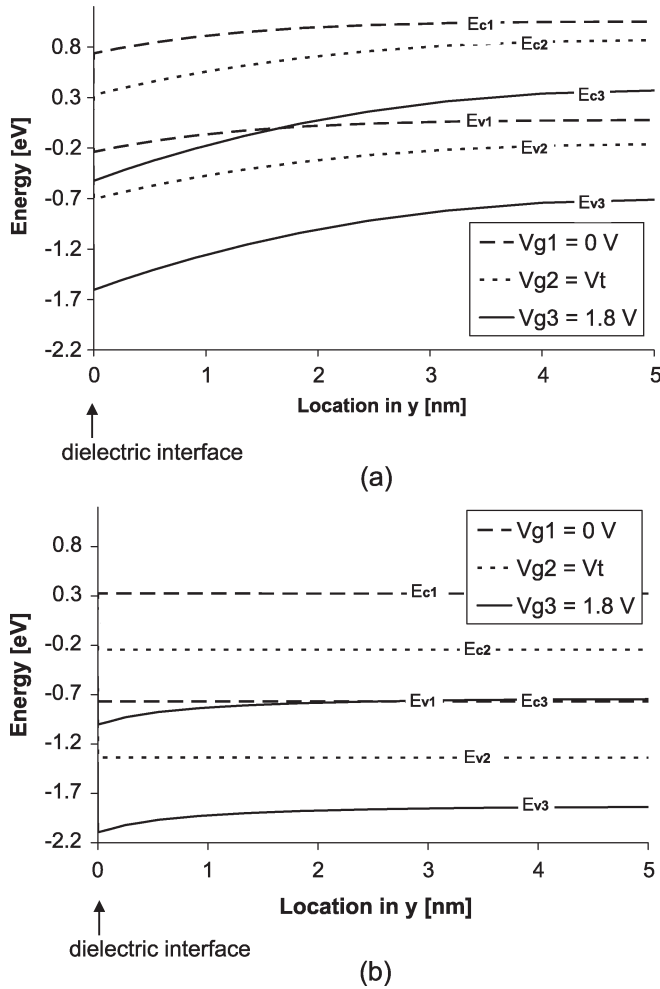 0.8
0.3
-0.2
-0.7
-1.2
-1.7
-2.2
Energy [eV]
Ec1
Ec2
Ec3
Ev1
Ev2
Ev3
Vg1 = 0 V
Vg2 = Vt
Vg3 = 1.8 V
0 1 2 3 4 5
Location in y [nm]
dielectric interface
(a)
0.8
0.3
-0.2
-0.7
-1.2
-1.7
-2.2
Energy [eV]
Vg1 = 0 V
Vg2 = Vt
Vg3 = 1.8 V
Ec1
Ec2
Ev1 Ec3
Ev2
Ev3
0 1 2 3 4 5
Location in y [nm]
dielectric interface
(b)